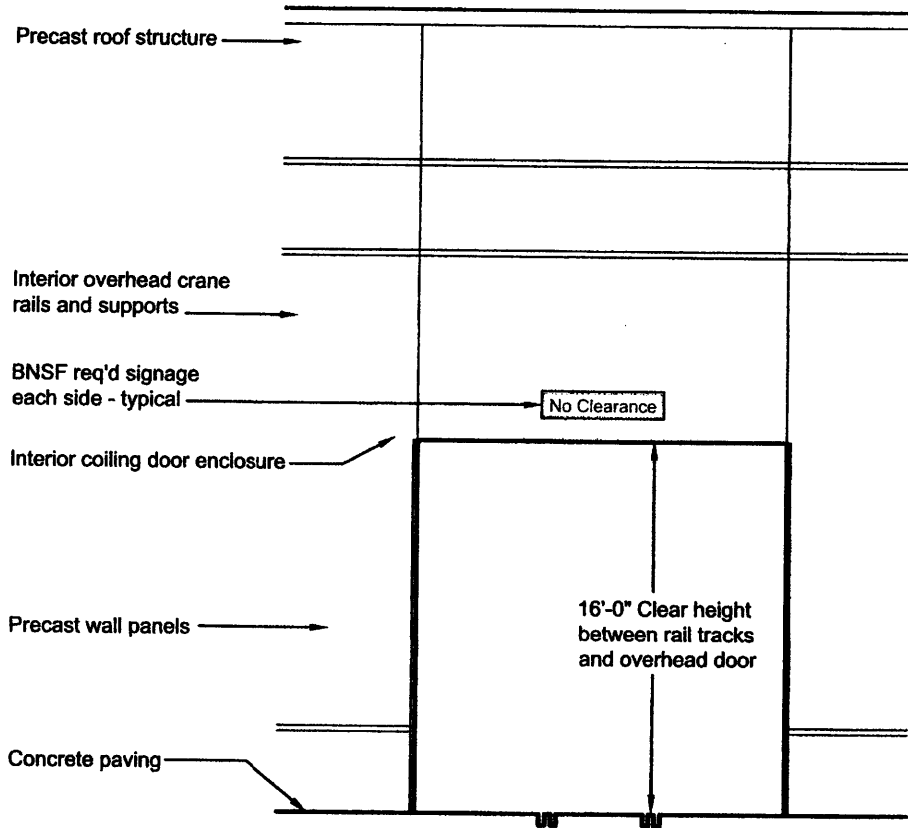 Precast roof structure
Interior overhead crane
rails and supports
BNSF req'd signage
each side - typical
No Clearance
Interior coiling door enclosure
16'-0" Clear height
between rail tracks
and overhead door
Precast wall panels
Concrete paving